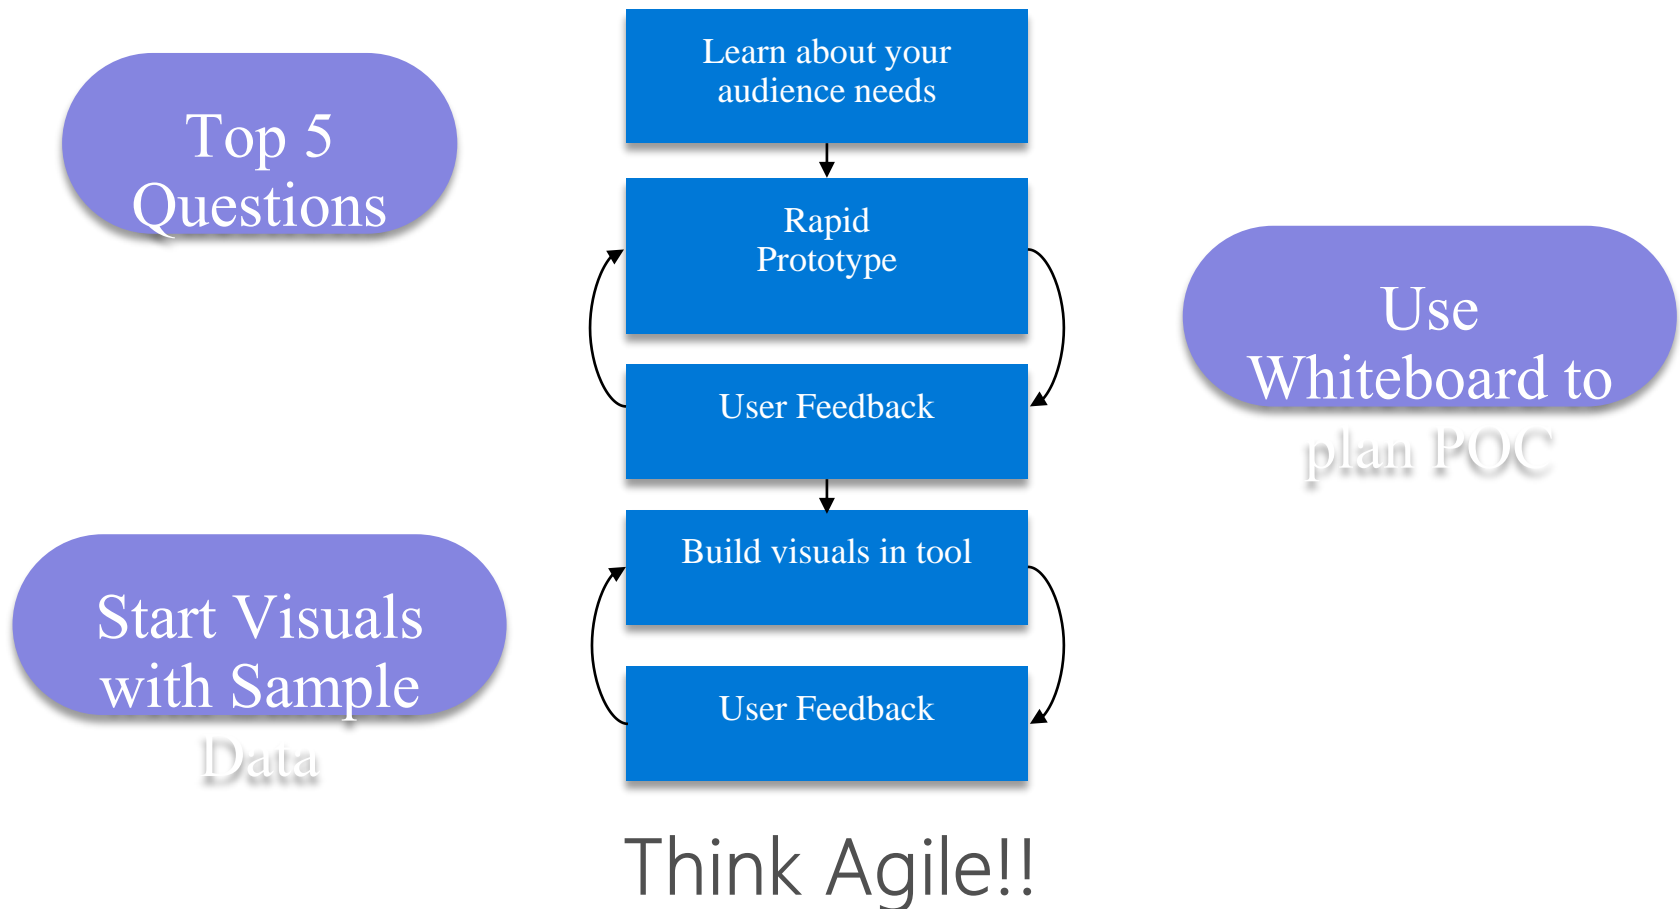 Learn about your
audience needs
Top 5
Questions
Rapid
Prototype
Use
Whiteboard to
plan POC
User Feedback
Build visuals in tool
Start Visuals
with Sample
Data
User Feedback
Think Agile!!